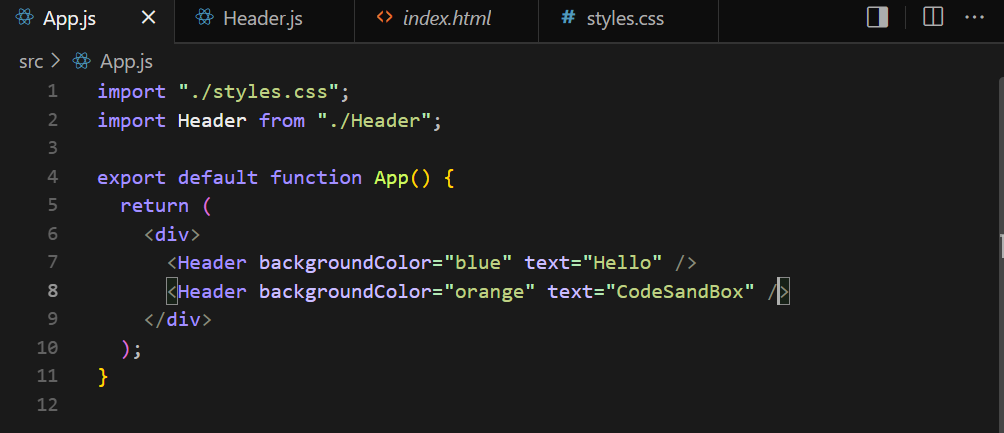 App.js × Header.js <> index.html # styles.css ...
src > App.js
1 import "./styles.css";
2 import Header from "./Header";
3
4 export default function App() {
5   return (
6     <div>
7       <Header backgroundColor="blue" text="Hello" />
8       <Header backgroundColor="orange" text="CodeSandBox" />
9     </div>
10   );
11 }
12